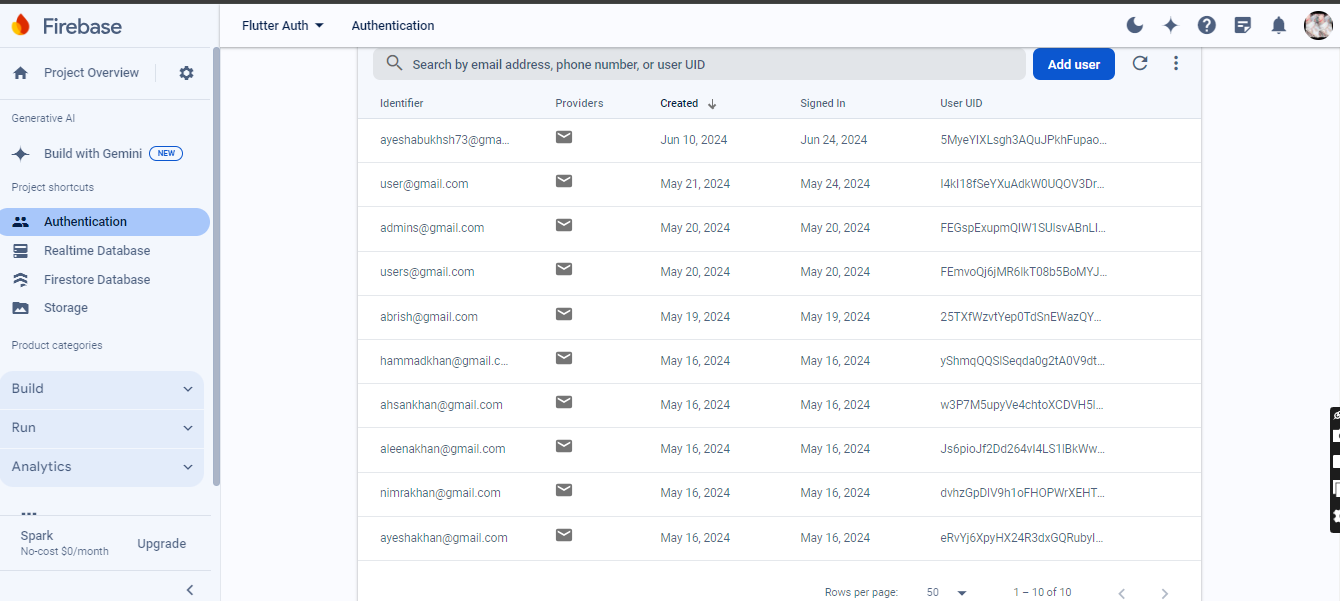 Firebase
Flutter Auth
Authentication
Project Overview
Generative AI
Build with Gemini NEW
Project shortcuts
Authentication
Realtime Database
Firestore Database
Storage
Product categories
Build
Run
Analytics
Spark
No-cost $0/month
Upgrade
Search by email address, phone number, or user UID
Add user
Identifier Providers Created Signed In User UID
ayeshabukhsh73@gma... Jun 10, 2024 Jun 24, 2024 5MyeYIXLsgh3AQuJPkhFupao...
user@gmail.com May 21, 2024 May 24, 2024 I4kI18fSeYXuAdkW0UQOV3Dr...
admins@gmail.com May 20, 2024 May 20, 2024 FEGspExupmQIW1SUIsvABnLI...
users@gmail.com May 20, 2024 May 20, 2024 FEmvoQj6jMR6IkT08b5BoMYJ...
abrish@gmail.com May 19, 2024 May 19, 2024 25TXfWzvtYep0TdSnEWazQY...
hammadkhan@gmail.c... May 16, 2024 May 16, 2024 yShmqQQSISeqda0g2tA0V9dt...
ahsankhan@gmail.com May 16, 2024 May 16, 2024 w3P7M5upyVe4chtoXCDVH5I...
aleenakhan@gmail.com May 16, 2024 May 16, 2024 Js6pioJf2Dd264vI4LS1IBkWw...
nimrakhan@gmail.com May 16, 2024 May 16, 2024 dvhzGpDIV9h1oFHOPWrXEHT...
ayeshakhan@gmail.com May 16, 2024 May 16, 2024 eRvYj6XpyHX24R3dxGQRubyI...
Rows per page: 50 1 – 10 of 10